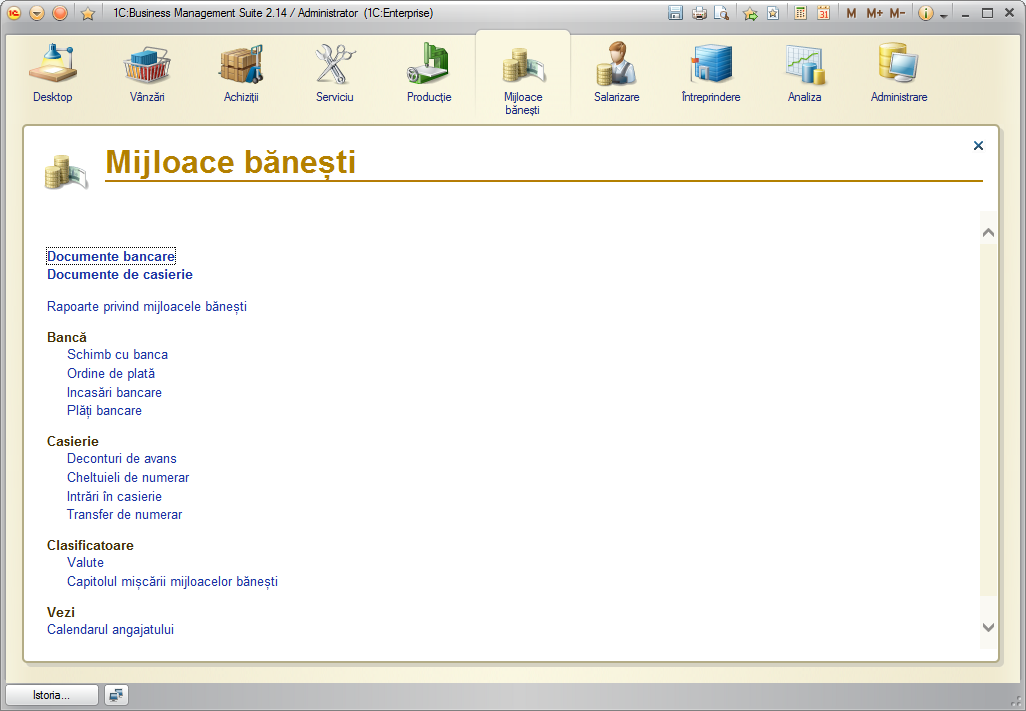 1C:Business Management Suite 2.14 / Administrator (1C:Enterprise)
M M+ M-
Desktop
Vânzări
Achiziții
Serviciu
Producție
Mijloace
bănești
Salarizare
Întreprindere
Analiza
Administrare
Mijloace bănești
Documente bancare
Documente de casierie
Rapoarte privind mijloacele bănești
Bancă
Schimb cu banca
Ordine de plată
Incasări bancare
Plăți bancare
Casierie
Deconturi de avans
Cheltuieli de numerar
Intrări în casierie
Transfer de numerar
Clasificatoare
Valute
Capitolul mișcării mijloacelor bănești
Vezi
Calendarul angajatului
Istoria...